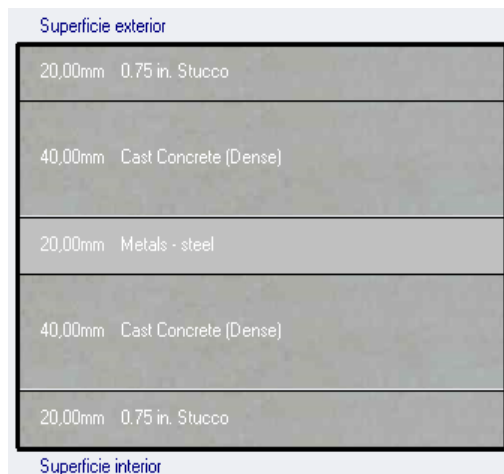 Superficie exterior
20,00mm 0.75 in. Stucco
40,00mm Cast Concrete (Dense)
20,00mm Metals - steel
40,00mm Cast Concrete (Dense)
20,00mm 0.75 in. Stucco
Superficie interior